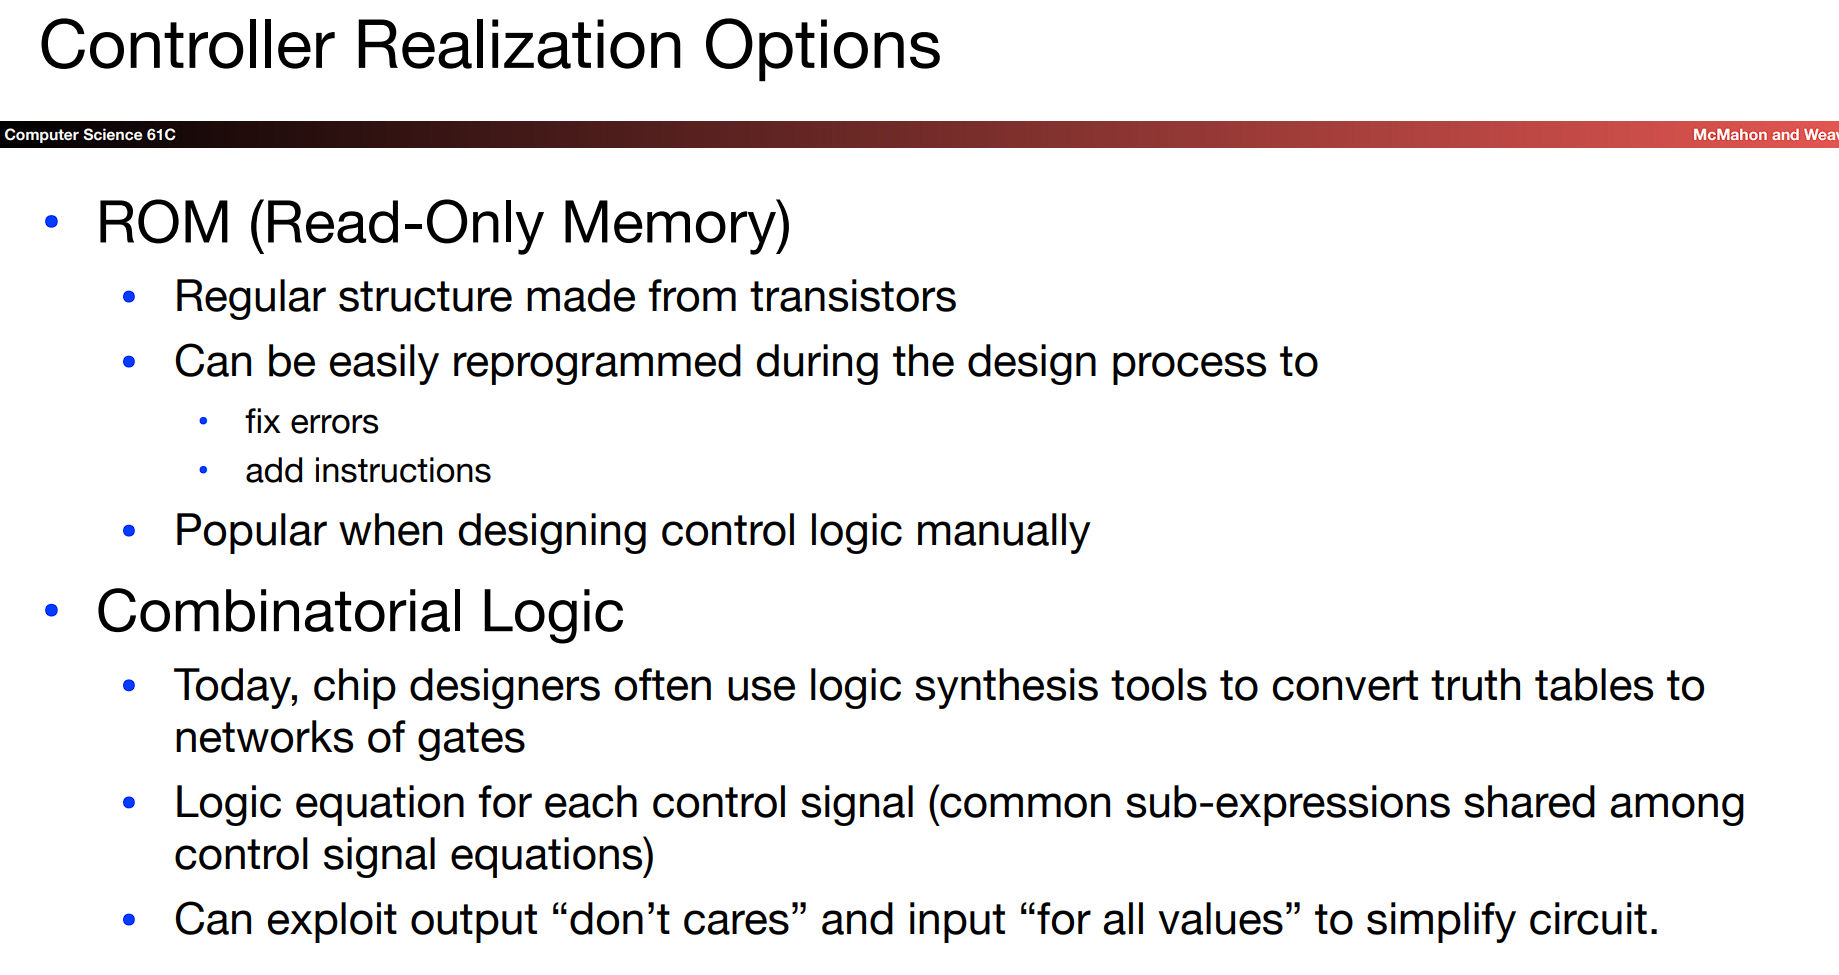 Controller Realization Options
Computer Science 61C
McMahon and
• ROM (Read-Only Memory)
• Regular structure made from transistors
• Can be easily reprogrammed during the design process to
• fix errors
• add instructions
• Popular when designing control logic manually
• Combinatorial Logic
• Today, chip designers often use logic synthesis tools to convert truth tables to
networks of gates
• Logic equation for each control signal (common sub-expressions shared among
control signal equations)
• Can exploit output “don’t cares” and input “for all values” to simplify circuit.